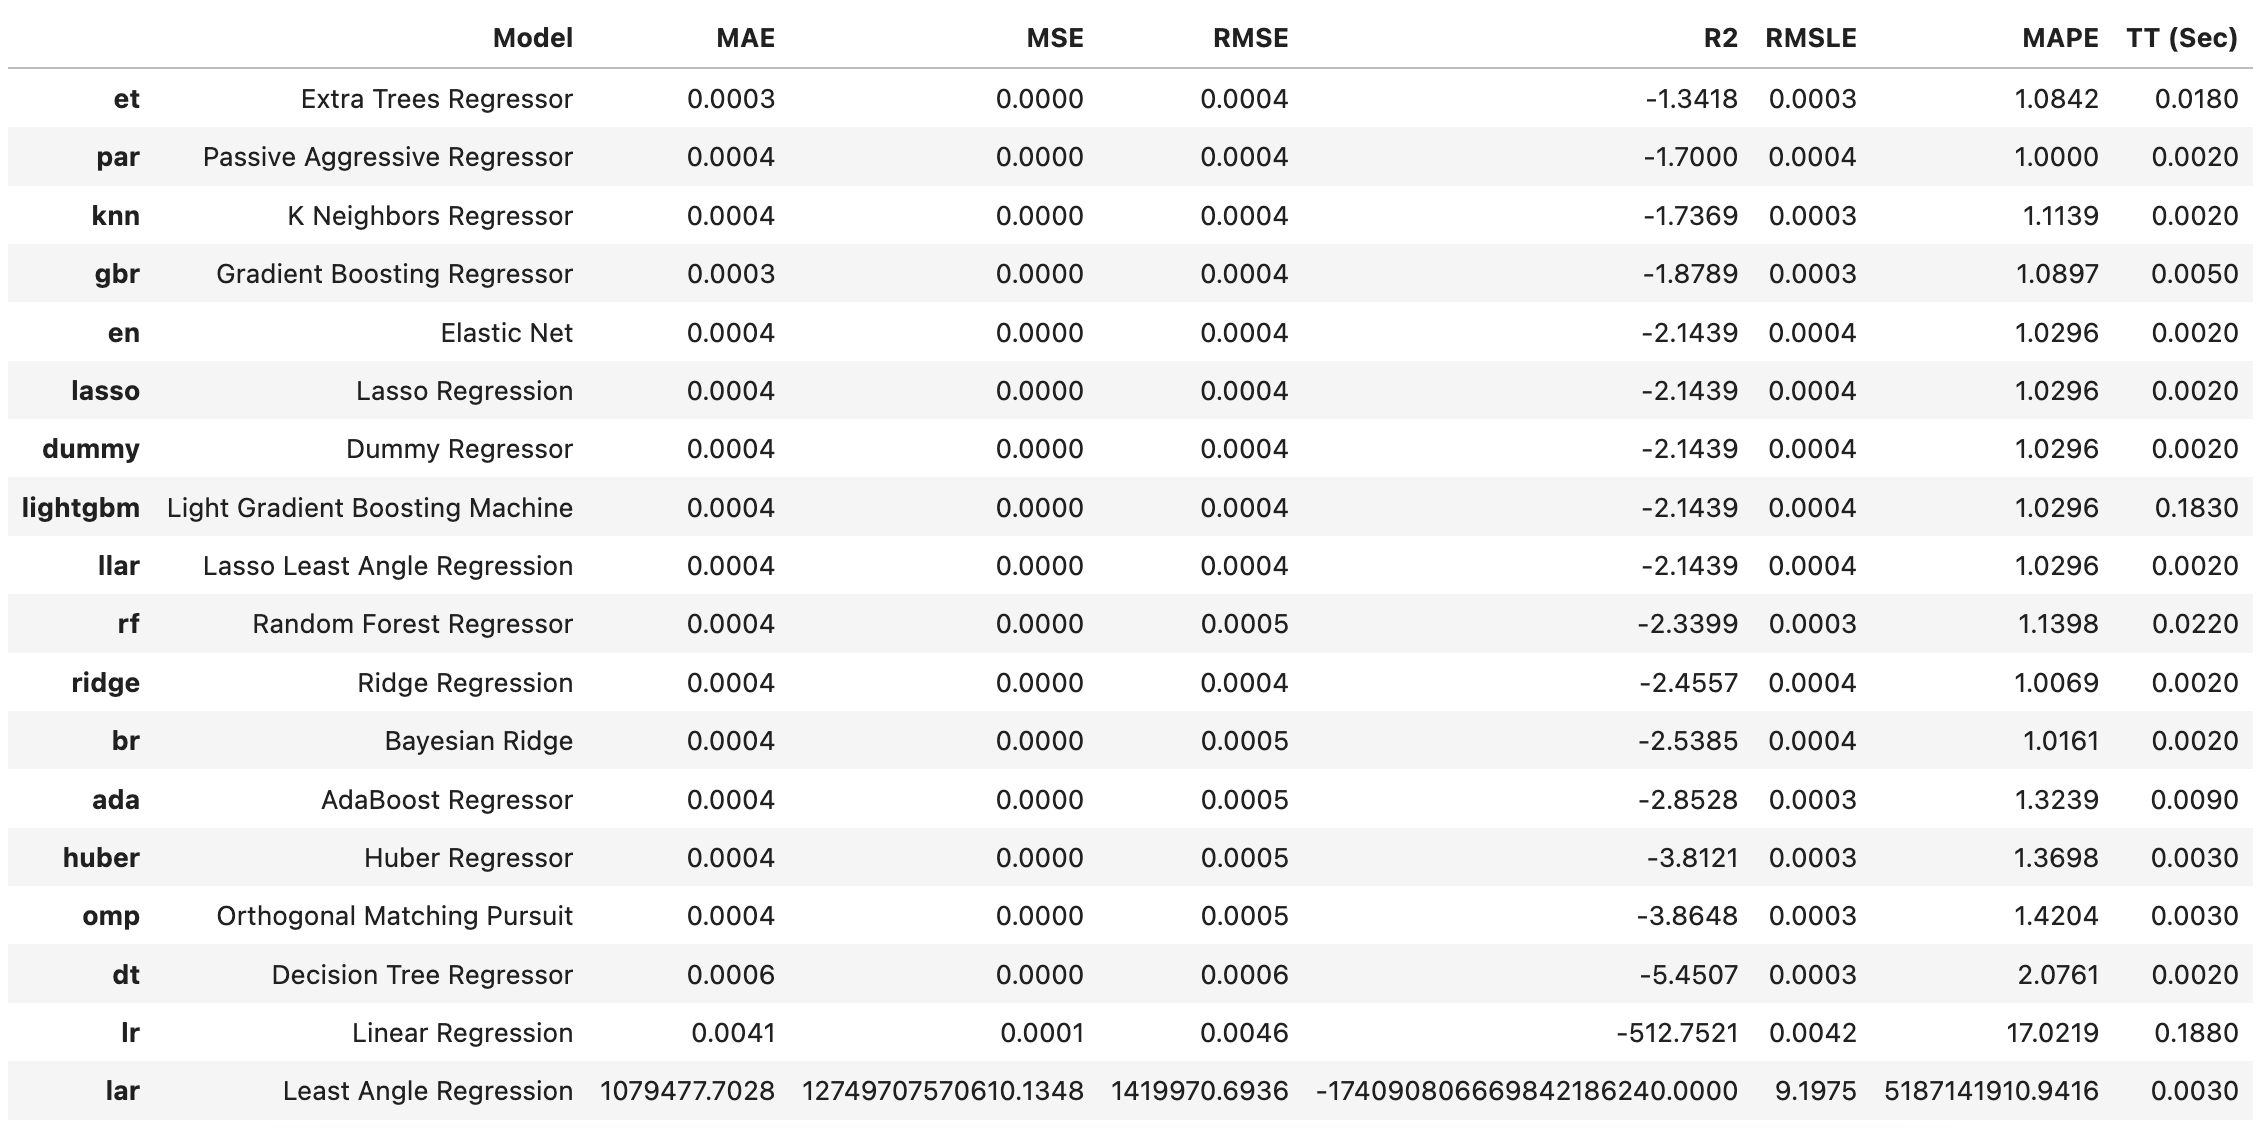 Model MAE MSE RMSE R2 RMSLE MAPE TT (Sec)
et Extra Trees Regressor 0.0003 0.0000 0.0004 -1.3418 0.0003 1.0842 0.0180
par Passive Aggressive Regressor 0.0004 0.0000 0.0004 -1.7000 0.0004 1.0000 0.0020
knn K Neighbors Regressor 0.0004 0.0000 0.0004 -1.7369 0.0003 1.1139 0.0020
gbr Gradient Boosting Regressor 0.0003 0.0000 0.0004 -1.8789 0.0003 1.0897 0.0050
en Elastic Net 0.0004 0.0000 0.0004 -2.1439 0.0004 1.0296 0.0020
lasso Lasso Regression 0.0004 0.0000 0.0004 -2.1439 0.0004 1.0296 0.0020
dummy Dummy Regressor 0.0004 0.0000 0.0004 -2.1439 0.0004 1.0296 0.0020
lightgbm Light Gradient Boosting Machine 0.0004 0.0000 0.0004 -2.1439 0.0004 1.0296 0.1830
llar Lasso Least Angle Regression 0.0004 0.0000 0.0004 -2.1439 0.0004 1.0296 0.0020
rf Random Forest Regressor 0.0004 0.0000 0.0005 -2.3399 0.0003 1.1398 0.0220
ridge Ridge Regression 0.0004 0.0000 0.0004 -2.4557 0.0004 1.0069 0.0020
br Bayesian Ridge 0.0004 0.0000 0.0005 -2.5385 0.0004 1.0161 0.0020
ada AdaBoost Regressor 0.0004 0.0000 0.0005 -2.8528 0.0003 1.3239 0.0090
huber Huber Regressor 0.0004 0.0000 0.0005 -3.8121 0.0003 1.3698 0.0030
omp Orthogonal Matching Pursuit 0.0004 0.0000 0.0005 -3.8648 0.0003 1.4204 0.0030
dt Decision Tree Regressor 0.0006 0.0000 0.0006 -5.4507 0.0003 2.0761 0.0020
lr Linear Regression 0.0041 0.0001 0.0046 -512.7521 0.0042 17.0219 0.1880
lar Least Angle Regression 1079477.7028 12749707570610.1348 1419970.6936 -174090806669842186240.0000 9.1975 5187141910.9416 0.0030